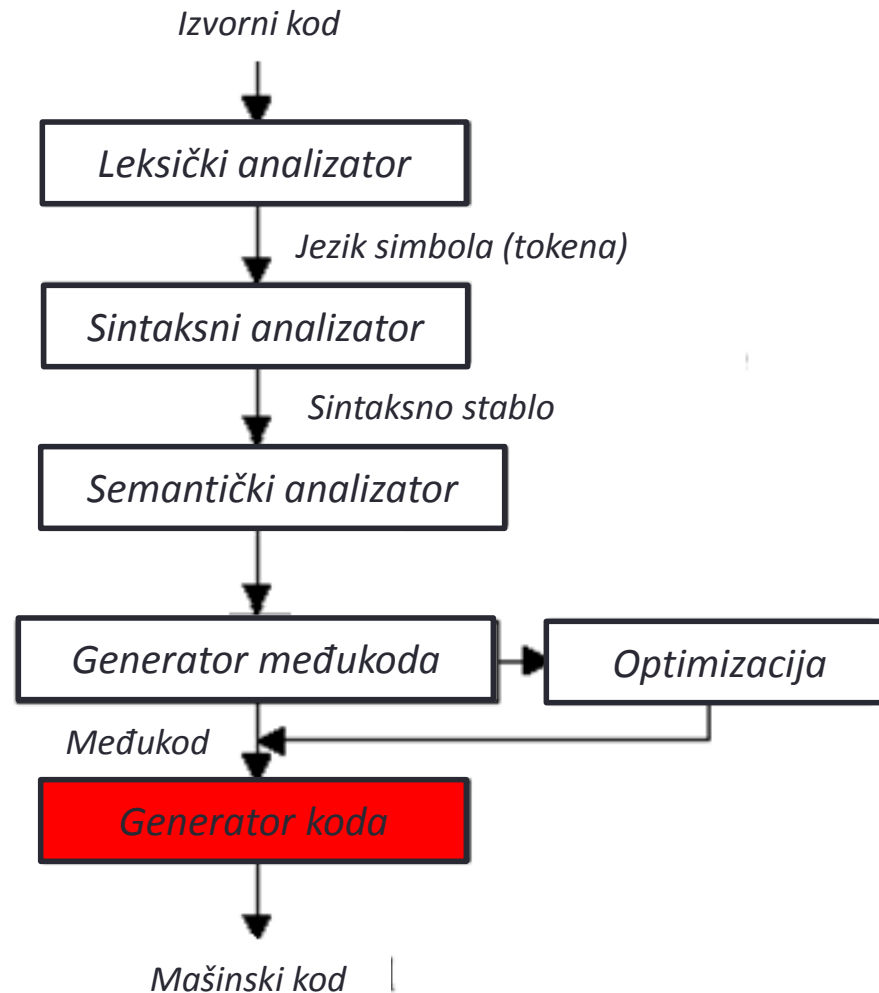 Izvorni kod
Leksički analizator
Jezik simbola (tokena)
Sintaksni analizator
Sintaksno stablo
Semantički analizator
Generator međukoda
Optimizacija
Međukod
Generator koda
Mašinski kod